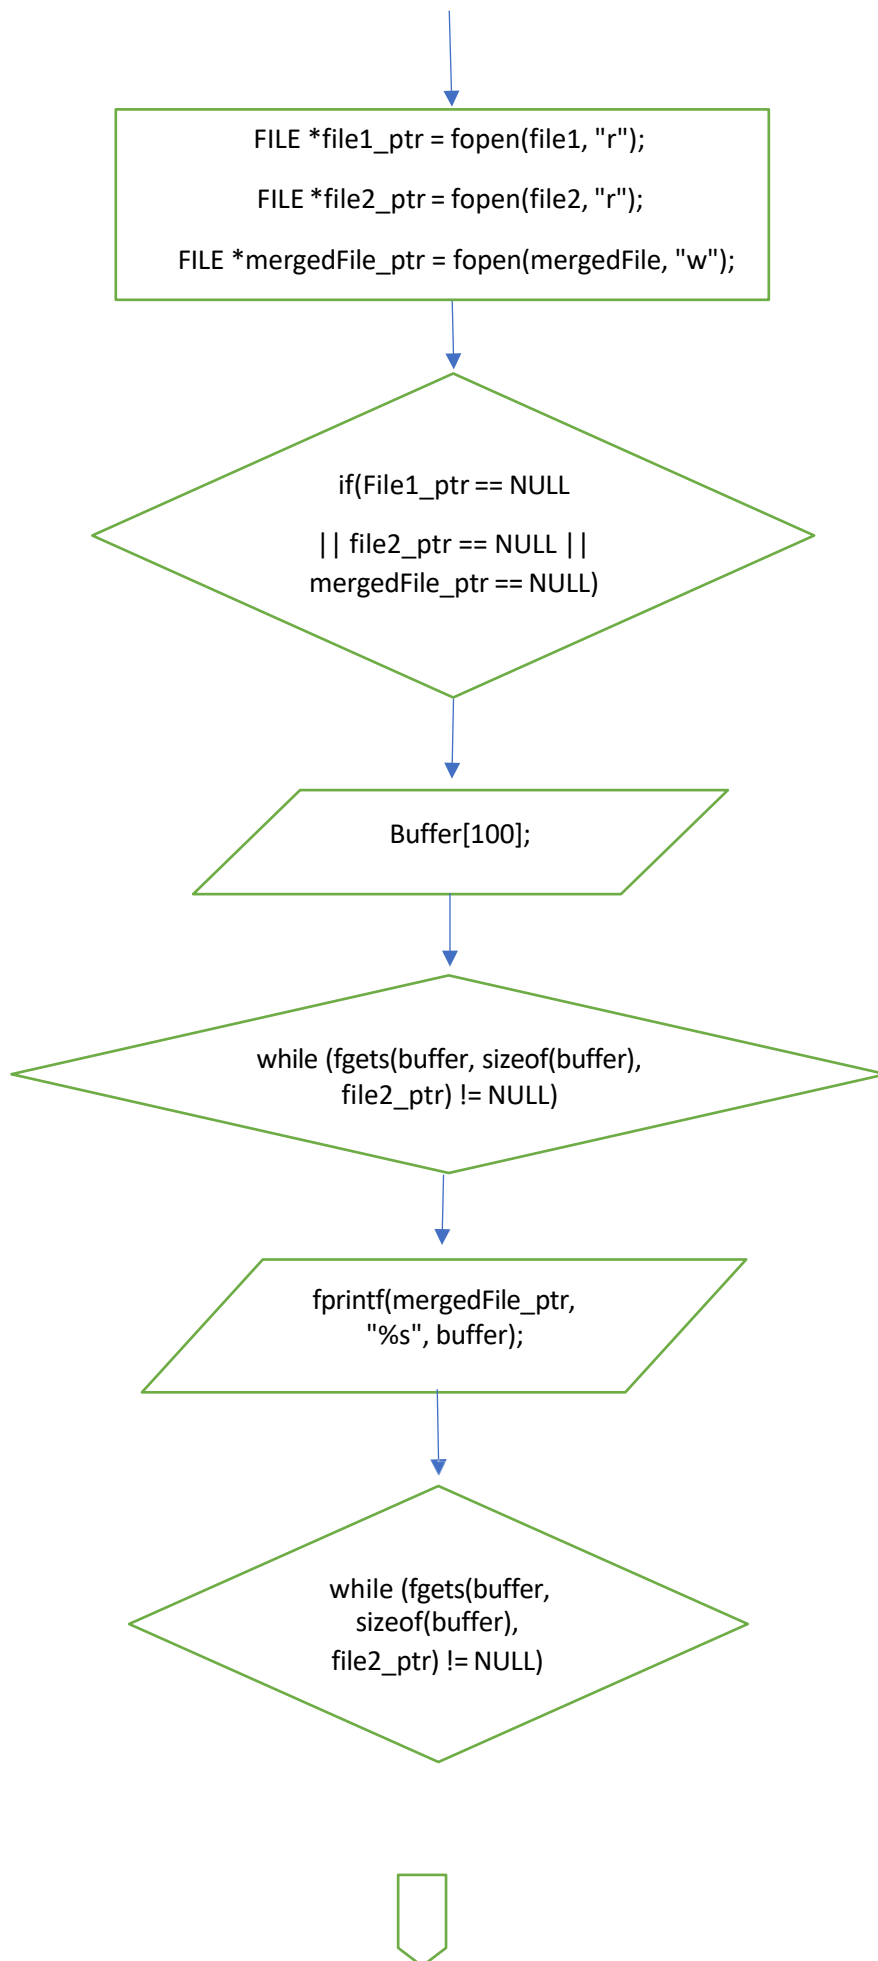 FILE *file1_ptr = fopen(file1, "r");
FILE *file2_ptr = fopen(file2, "r");
FILE *mergedFile_ptr = fopen(mergedFile, "w");
if(File1_ptr == NULL
|| file2_ptr == NULL ||
mergedFile_ptr == NULL)
Buffer[100];
while (fgets(buffer, sizeof(buffer),
file2_ptr) != NULL)
fprintf(mergedFile_ptr,
"%s", buffer);
while (fgets(buffer,
sizeof(buffer),
file2_ptr) != NULL)